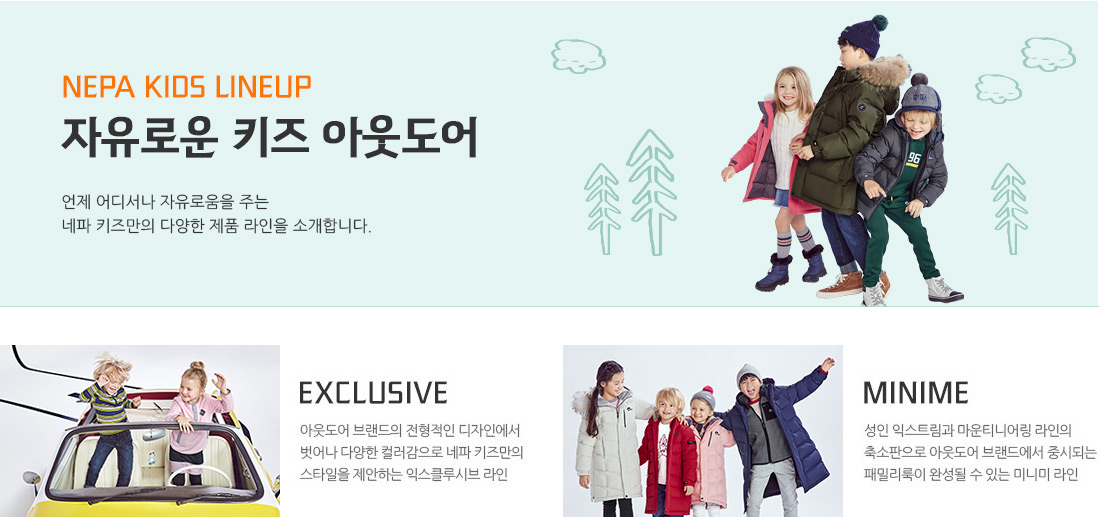 NEPA KIDS LINEUP
자유로운 키즈 아웃도어
언제 어디서나 자유로움을 주는
네파 키즈만의 다양한 제품 라인을 소개합니다.
96
EXCLUSIVE
아웃도어 브랜드의 전형적인 디자인에서
벗어나 다양한 컬러감으로 네파 키즈만의
스타일을 제안하는 익스클루시브 라인
MINIME
성인 익스트림과 마운티니어링 라인의
축소판으로 아웃도어 브랜드에서 중시되는
패밀리룩이 완성될 수 있는 미니미 라인